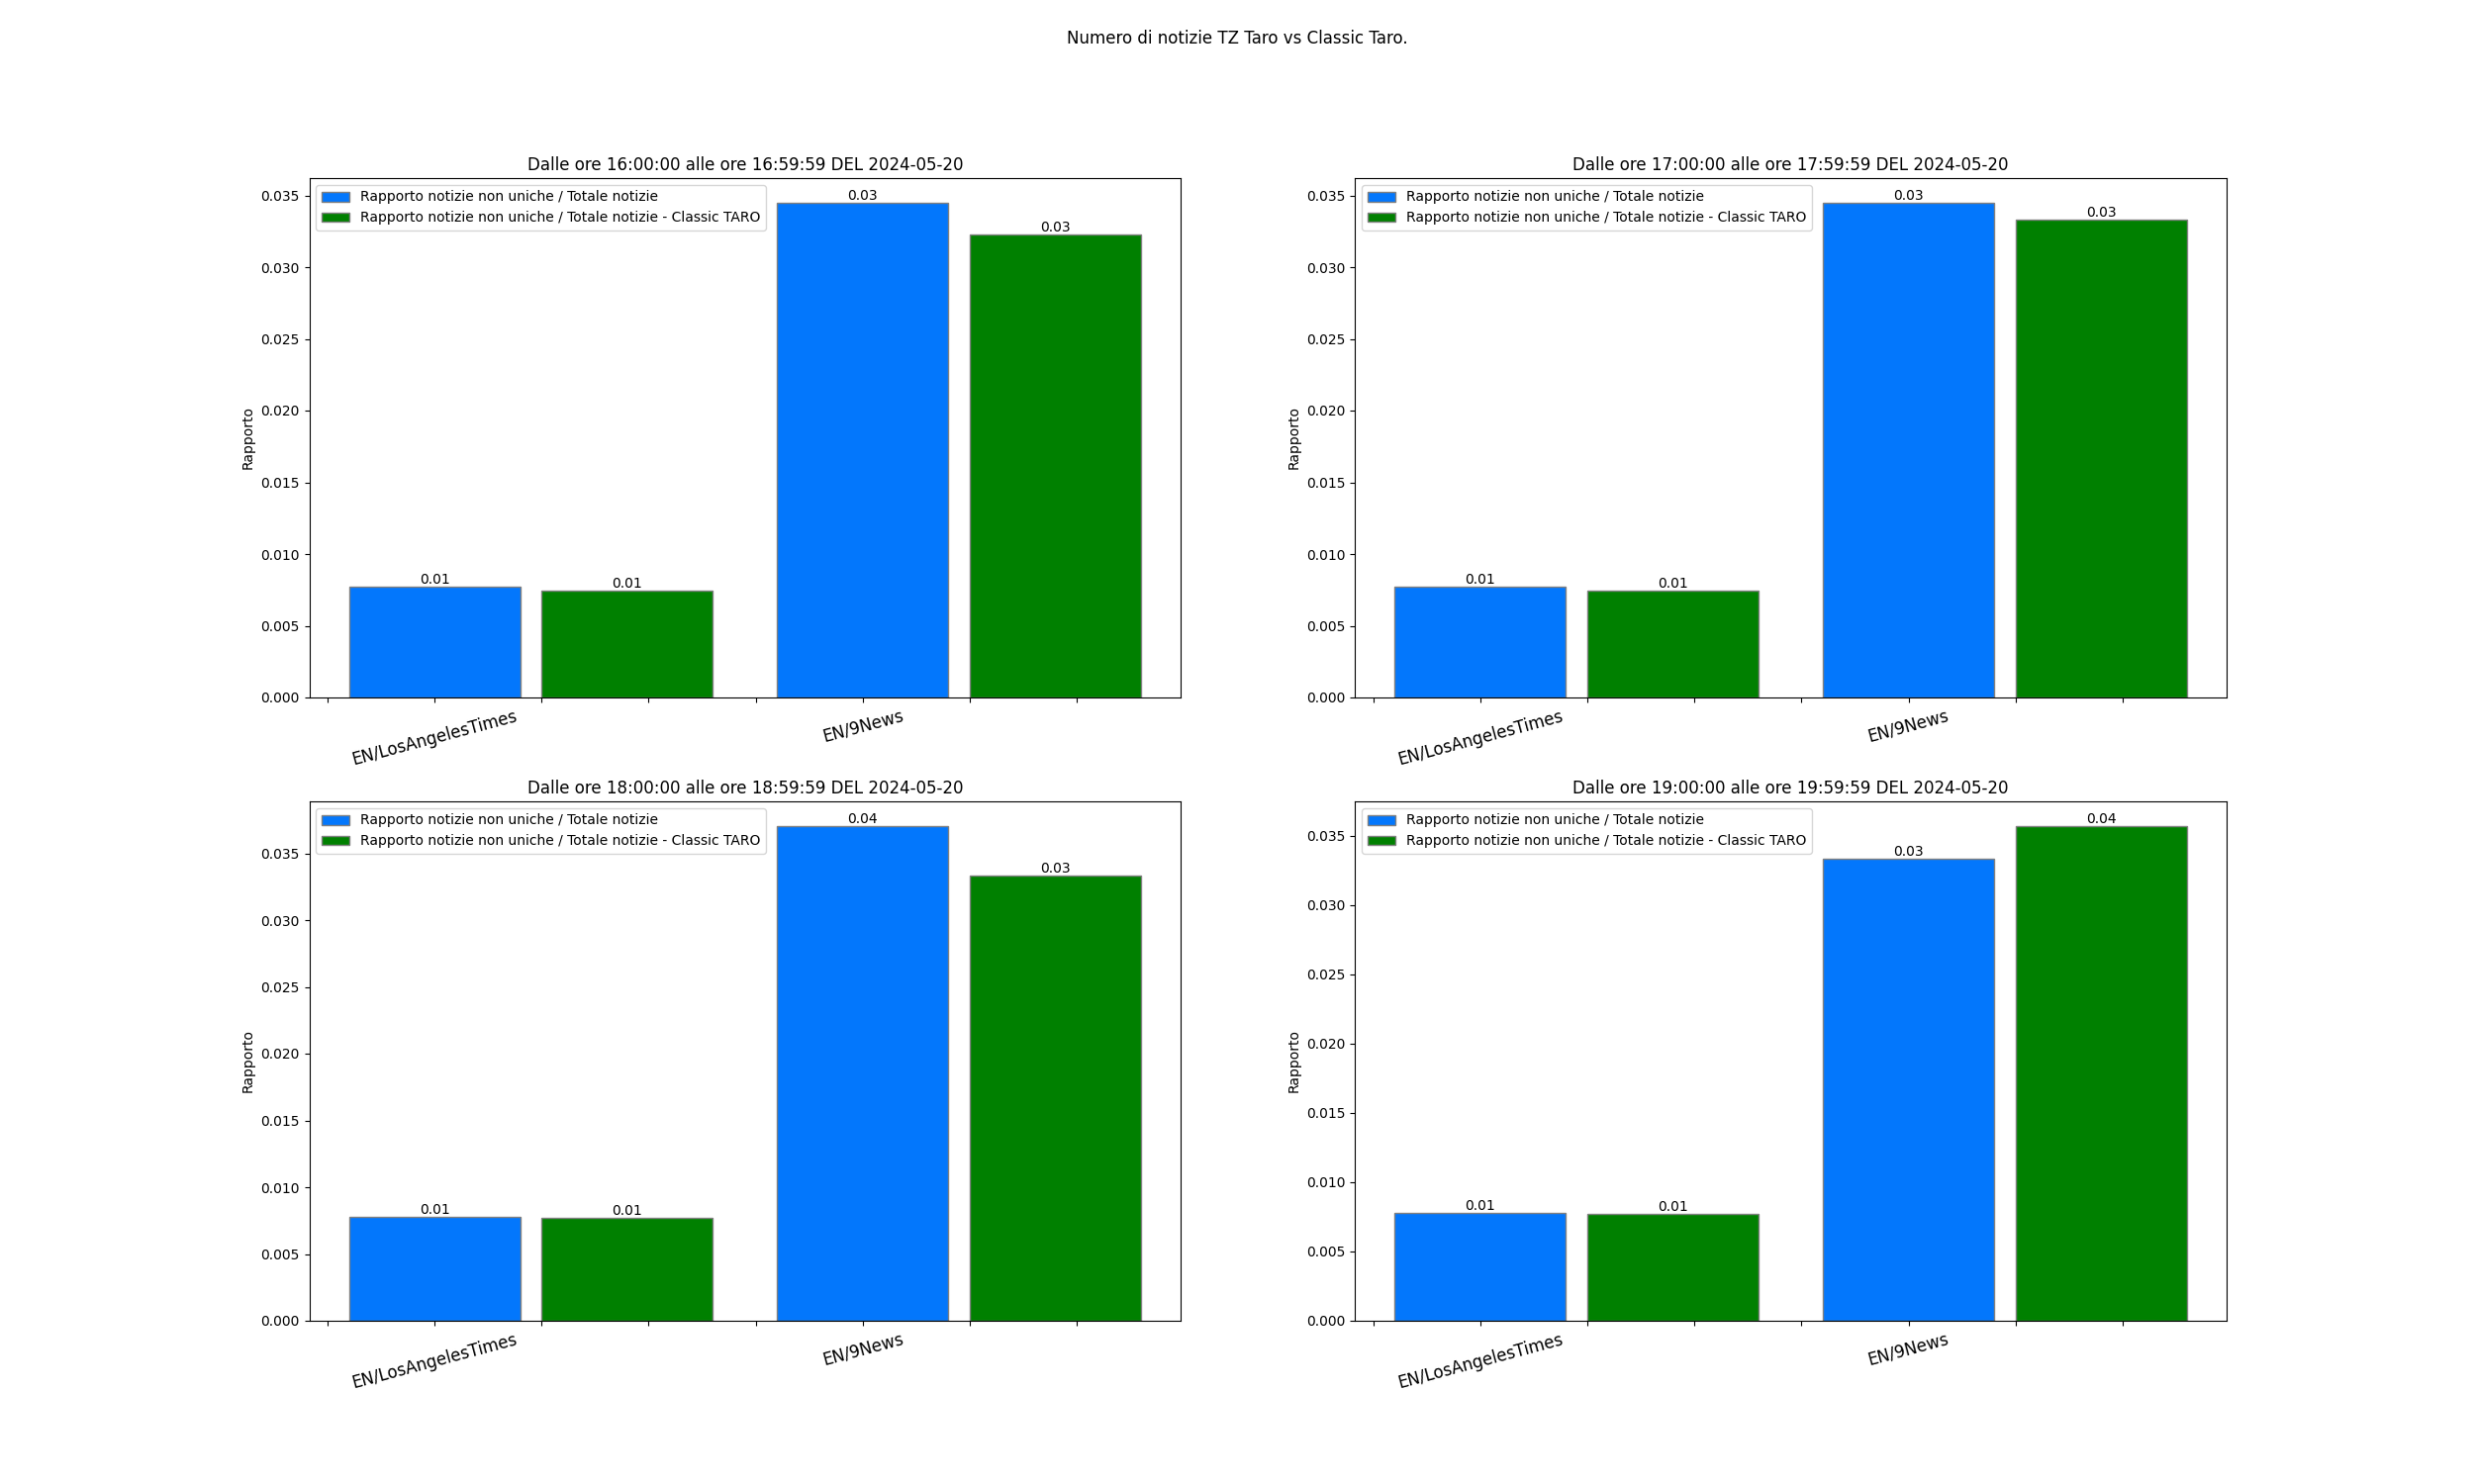 Numero di notizie TZ Taro vs Classic Taro.
Dalle ore 16:00:00 alle ore 16:59:59 DEL 2024-05-20
Rapporto notizie non uniche / Totale notizie
Rapporto notizie non uniche / Totale notizie - Classic TARO
0.03
0.03
0.01
0.01
0.035
0.030
0.025
0.020
0.015
0.010
0.005
0.000
Rapporto
EN/LosAngelesTimes
EN/9News
Dalle ore 17:00:00 alle ore 17:59:59 DEL 2024-05-20
Rapporto notizie non uniche / Totale notizie
Rapporto notizie non uniche / Totale notizie - Classic TARO
0.03
0.03
0.01
0.01
0.035
0.030
0.025
0.020
0.015
0.010
0.005
0.000
Rapporto
EN/LosAngelesTimes
EN/9News
Dalle ore 18:00:00 alle ore 18:59:59 DEL 2024-05-20
Rapporto notizie non uniche / Totale notizie
Rapporto notizie non uniche / Totale notizie - Classic TARO
0.04
0.03
0.01
0.01
0.035
0.030
0.025
0.020
0.015
0.010
0.005
0.000
Rapporto
EN/LosAngelesTimes
EN/9News
Dalle ore 19:00:00 alle ore 19:59:59 DEL 2024-05-20
Rapporto notizie non uniche / Totale notizie
Rapporto notizie non uniche / Totale notizie - Classic TARO
0.03
0.04
0.01
0.01
0.035
0.030
0.025
0.020
0.015
0.010
0.005
0.000
Rapporto
EN/LosAngelesTimes
EN/9News